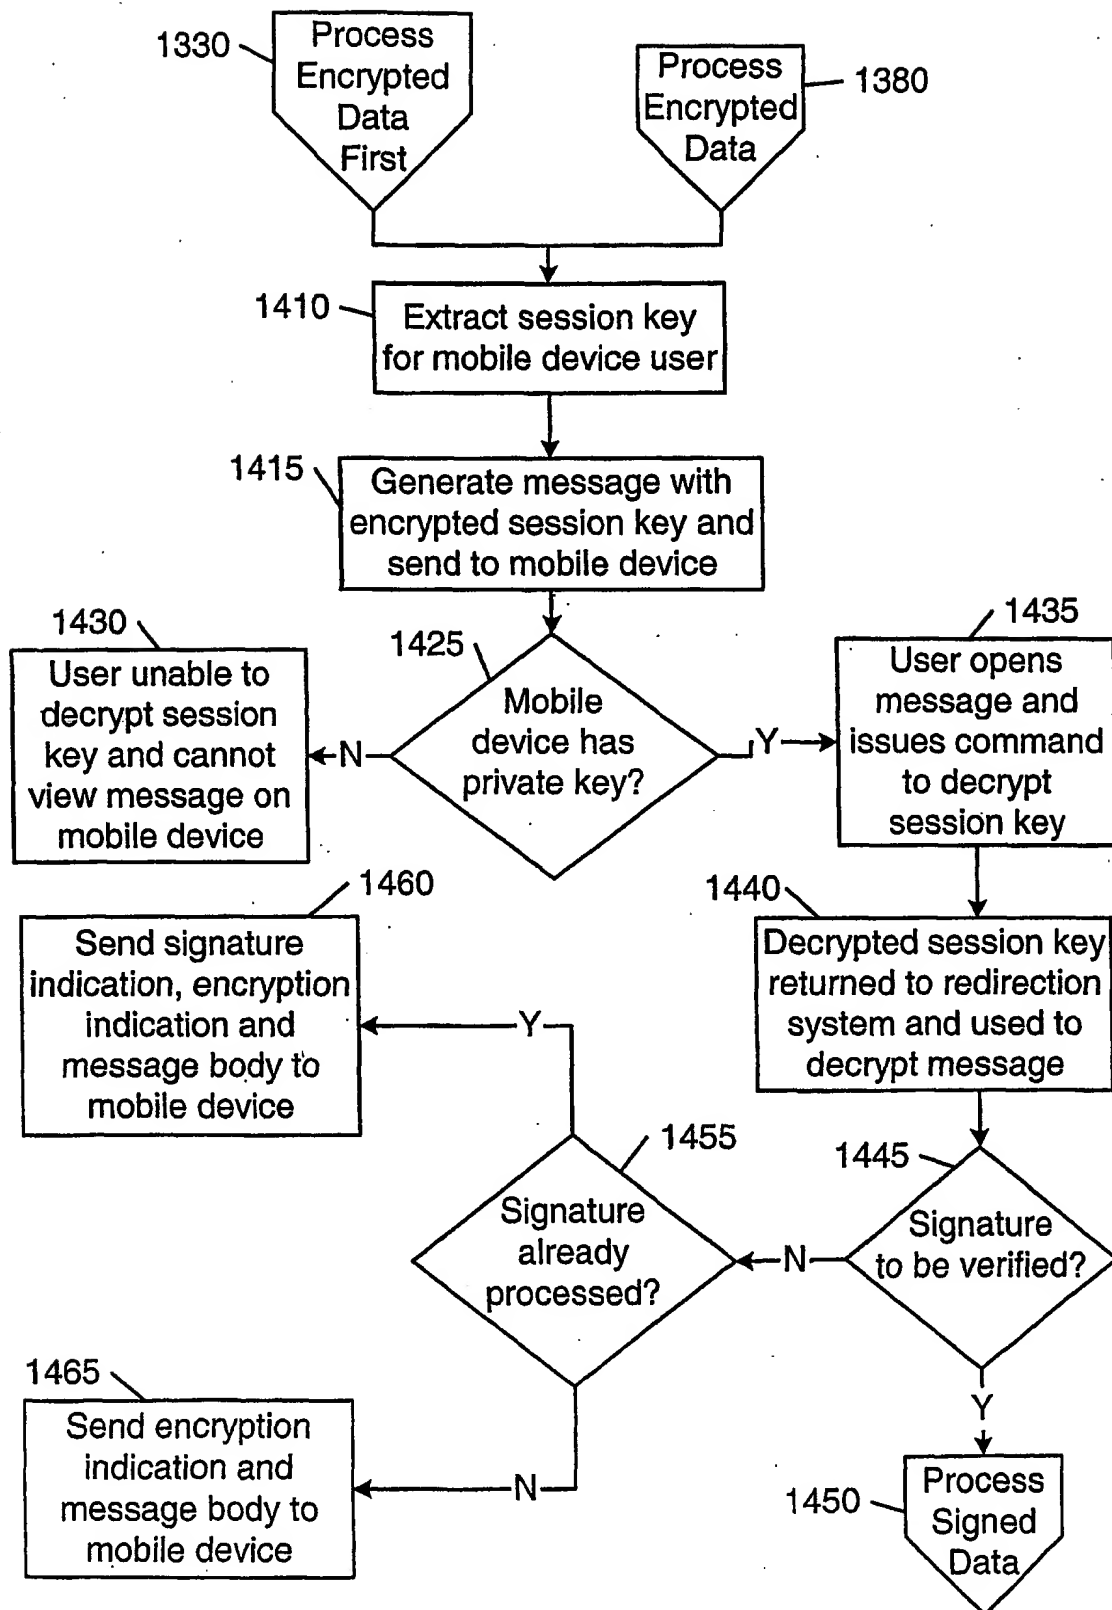 1330
Process
Encrypted
Data
First
Process
Encrypted
Data
1380
1410
Extract session key
for mobile device user
1415
Generate message with
encrypted session key and
send to mobile device
1430
User unable to
decrypt session
key and cannot
view message on
mobile device
N
1425
Mobile
device has
private key?
Y
1435
User opens
message and
issues command
to decrypt
session key
1440
Decrypted session key
returned to redirection
system and used to
decrypt message
1460
Send signature
indication, encryption
indication and
message body to
mobile device
Y
1455
Signature
already
processed?
N
1445
Signature
to be verified?
1465
Send encryption
indication and
message body to
mobile device
N
Y
1450
Process
Signed
Data